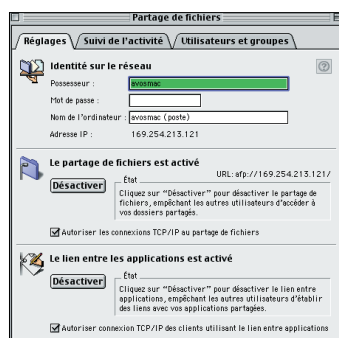 Partage de fichiers
Réglages
Suivi de l'activité
Utilisateurs et groupes
Identité sur le réseau
Possesseur : avosmac
Mot de passe :
Nom de l'ordinateur : avosmac (poste)
Adresse IP : 169.254.213.121
Le partage de fichiers est activé
URL: afp://169.254.213.121/
Désactiver
État
Cliquez sur “Désactiver” pour désactiver le partage de
fichiers, empêchant les autres utilisateurs d'accéder à
vos dossiers partagés.
Autoriser les connexions TCP/IP au partage de fichiers
Le lien entre les applications est activé
Désactiver
État
Cliquez sur “Désactiver” pour désactiver le lien entre
applications, empêchant les autres utilisateurs d'établir
des liens avec vos applications partagées.
Autoriser connexion TCP/IP des clients utilisant le lien entre applications